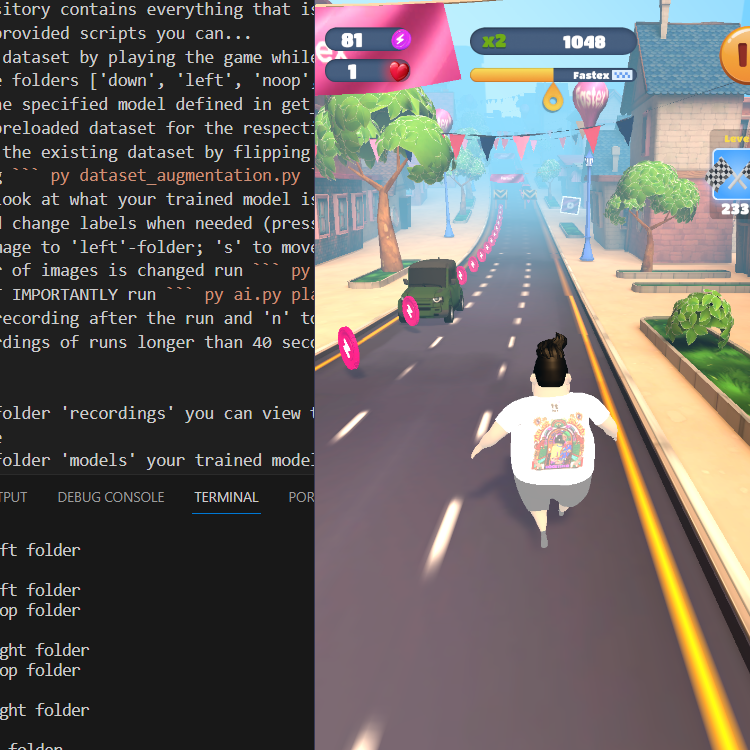 sitory contains everything that is
provided scripts you can...
dataset by playing the game while
e folders ['down', 'left', 'noop',
he specified model defined in get
preloaded dataset for the respecti
the existing dataset by flipping
g ``` py dataset_augmentation.py
look at what your trained model is
d change labels when needed (press
mage to 'left'-folder; 's' to move
r of images is changed run ``` py
T IMPORTANTLY run ``` py ai.py pla
recording after the run and 'n' to
rdings of runs longer than 40 seco
folder 'recordings' you can view t
e
folder 'models' your trained model
TPUT DEBUG CONSOLE TERMINAL POR
ft folder
ft folder
op folder
ght folder
op folder
ght folder
folder
ex
81
1
x2 1048
Fastex
Fastex
Leve
233
D